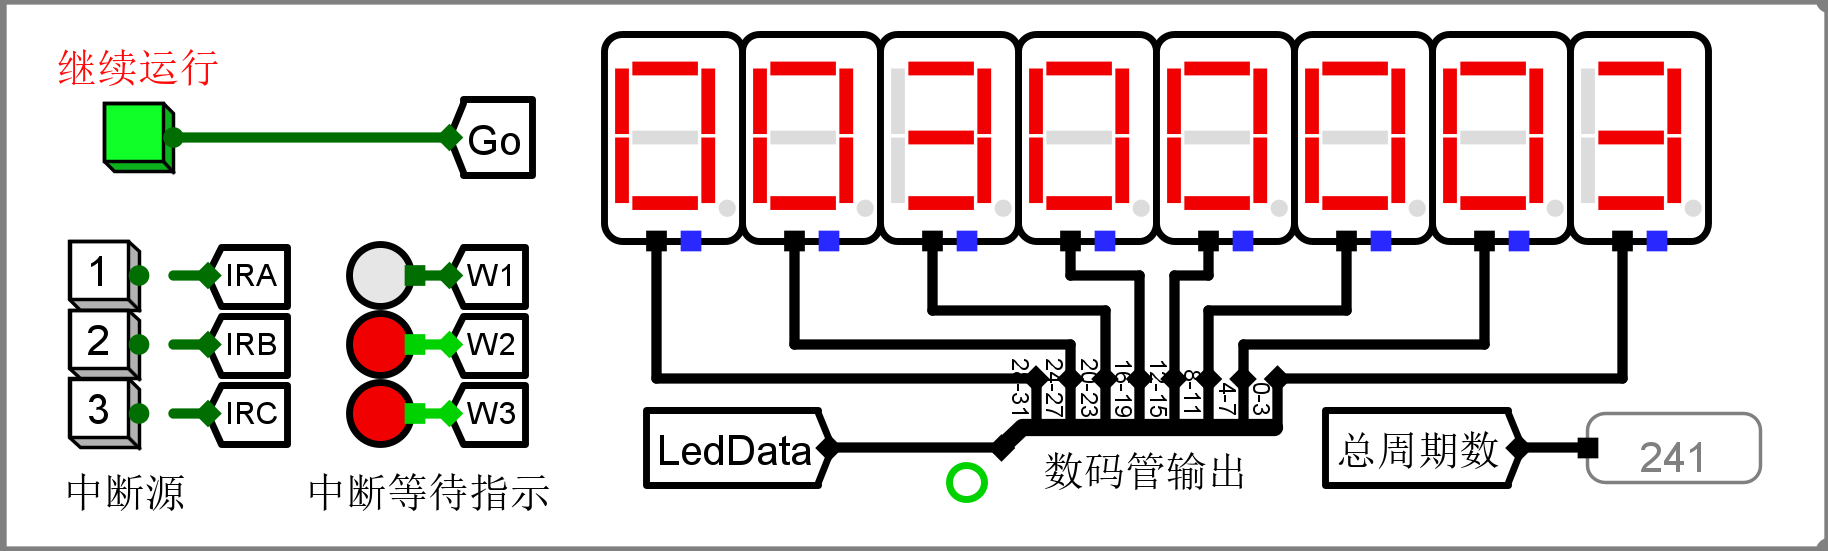 继续运行
Go
00300003
1 IRA W1
2 IRB W2
3 IRC W3
28-31 24-27 20-23 16-19 12-15 8-11 4-7 0-3
LedData
总周期数 241
中断源 中断等待指示 数码管输出